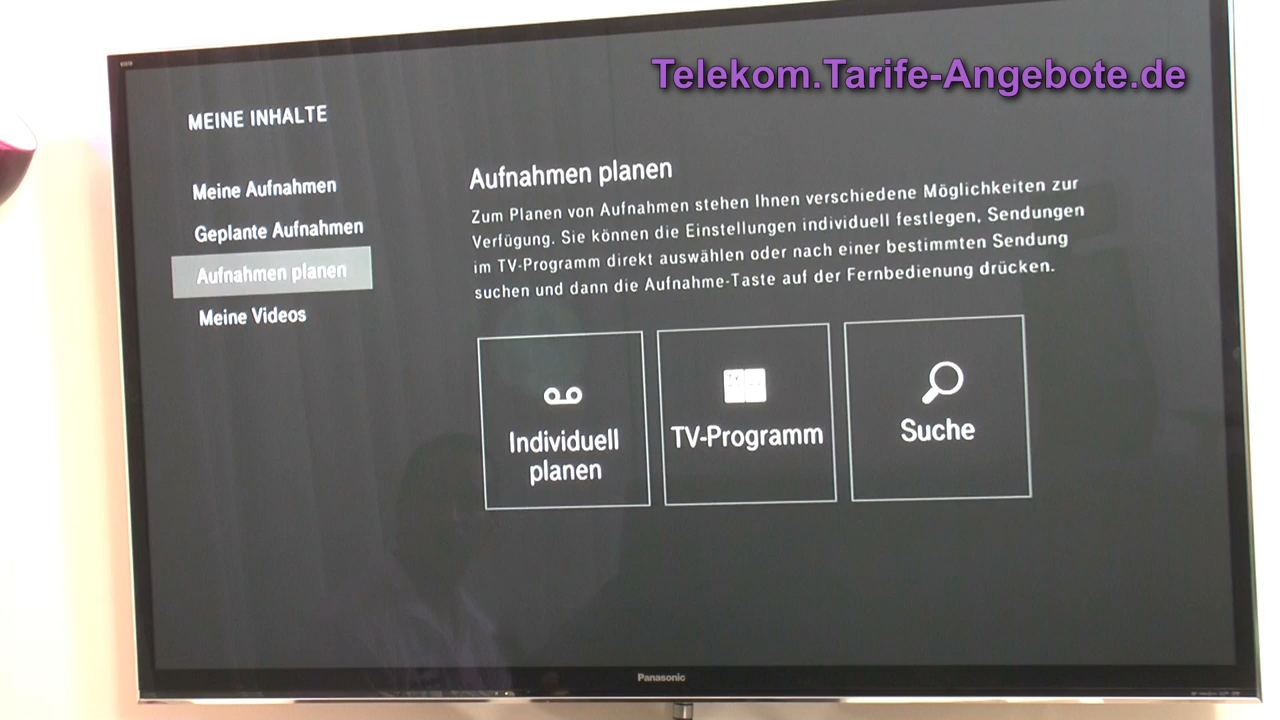 Telekom.Tarife-Angebote.de
MEINE INHALTE
Meine Aufnahmen
Geplante Aufnahmen
Aufnahmen planen
Meine Videos
Aufnahmen planen
Zum Planen von Aufnahmen stehen Ihnen verschiedene Möglichkeiten zur
Verfügung. Sie können die Einstellungen individuell festlegen, Sendungen
im TV-Programm direkt auswählen oder nach einer bestimmten Sendung
suchen und dann die Aufnahme-Taste auf der Fernbedienung drücken.
Individuell
planen
TV-Programm
Suche
Panasonic